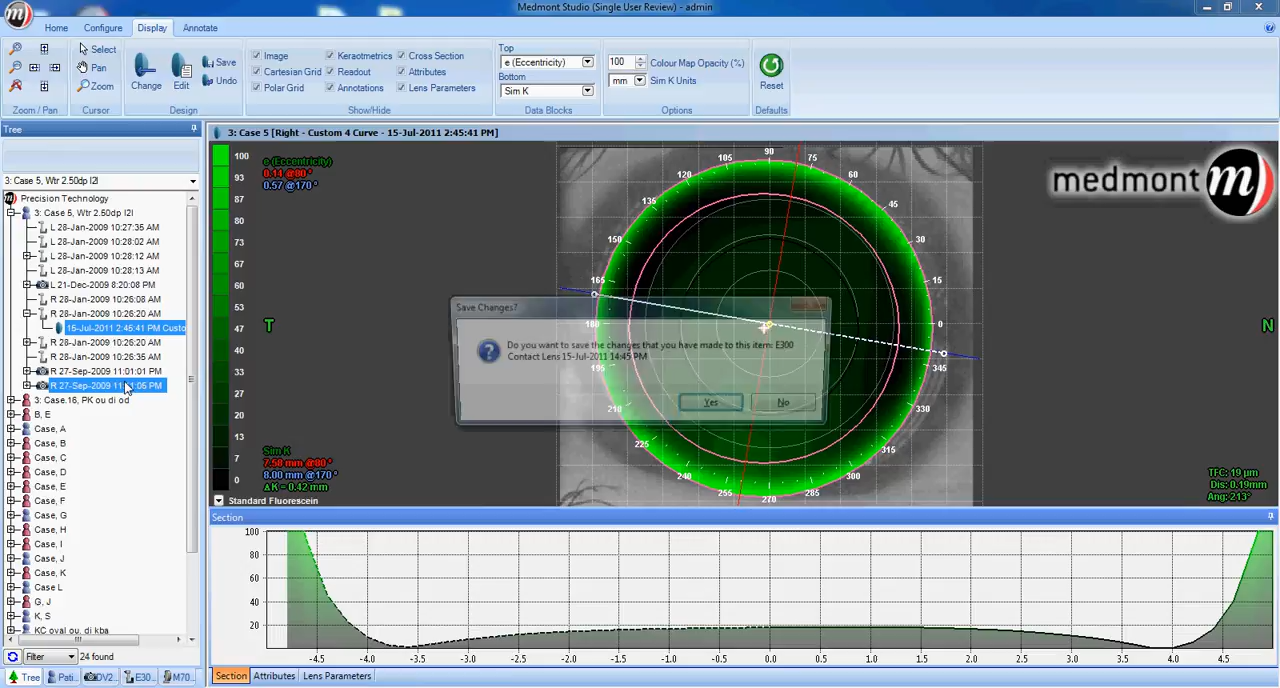 Medmont Studio (Single User Review) - admin
Home Configure Display Annotate
Select
Pan
Zoom
Zoom / Pan
Cursor
Change
Edit
Save
Undo
Design
Image
Cartesian Grid
Polar Grid
Keraotmetrics
Readout
Annotations
Cross Section
Attributes
Lens Parameters
Show/Hide
Top
e (Eccentricity)
Bottom
Sim K
Data Blocks
100 Colour Map Opacity (%)
mm Sim K Units
Options
Reset
Defaults
Tree
3: Case 5, Wtr 2.50dp l2l
Precision Technology
3: Case 5, Wtr 2.50dp l2l
L 28-Jan-2009 10:27:35 AM
L 28-Jan-2009 10:28:02 AM
L 28-Jan-2009 10:28:12 AM
L 28-Jan-2009 10:28:13 AM
L 21-Dec-2009 8:20:08 PM
R 28-Jan-2009 10:26:08 AM
R 28-Jan-2009 10:26:20 AM
15-Jul-2011 2:45:41 PM Custo
R 28-Jan-2009 10:26:20 AM
R 28-Jan-2009 10:26:35 AM
R 27-Sep-2009 11:01:01 PM
R 27-Sep-2009 11:01:05 PM
3: Case.16, PK ou di od
B, E
Case, A
Case, B
Case, C
Case, D
Case, E
Case, F
Case, G
Case, H
Case, I
Case, J
Case, K
Case L
G, J
K, S
KC oval ou, di kba
Filter 24 found
Tree Pati... OV2... E30... M70...
3: Case 5 [Right - Custom 4 Curve - 15-Jul-2011 2:45:41 PM]
100
93
87
80
73
67
60
53
47
40
33
27
20
13
7
0
e (Eccentricity)
0.14 @80°
0.57 @170°
T
Sim K
7.58 mm @80°
8.00 mm @170°
ΔK = 0.42 mm
Standard Fluorescein
90
75
60
45
30
15
0
345
330
315
300
285
270
255
240
225
210
195
180
165
150
135
120
105
medmont m
N
TFC: 19 µm
Dis: 0.19mm
Ang: 213°
Save Changes?
Do you want to save the changes that you have made to this item: E300
Contact Lens 15-Jul-2011 14:45 PM
Yes No
Section
100
80
60
40
20
-4.5 -4.0 -3.5 -3.0 -2.5 -2.0 -1.5 -1.0 -0.5 0.0 0.5 1.0 1.5 2.0 2.5 3.0 3.5 4.0 4.5
Section Attributes Lens Parameters